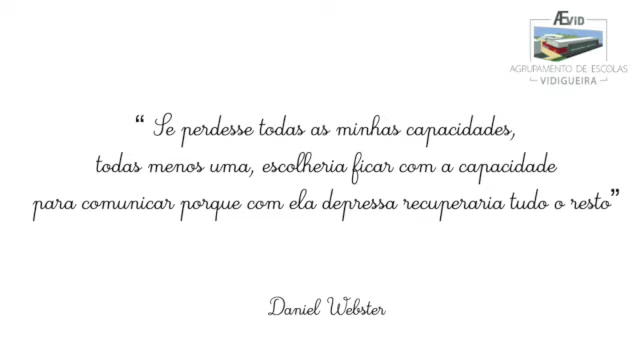 ÆViD
AGRUPAMENTO DE ESCOLAS
VIDIGUEIRA
“ Se perdesse todas as minhas capacidades,
todas menos uma, escolheria ficar com a capacidade
para comunicar porque com ela depressa recuperaria tudo o resto”
Daniel Webster